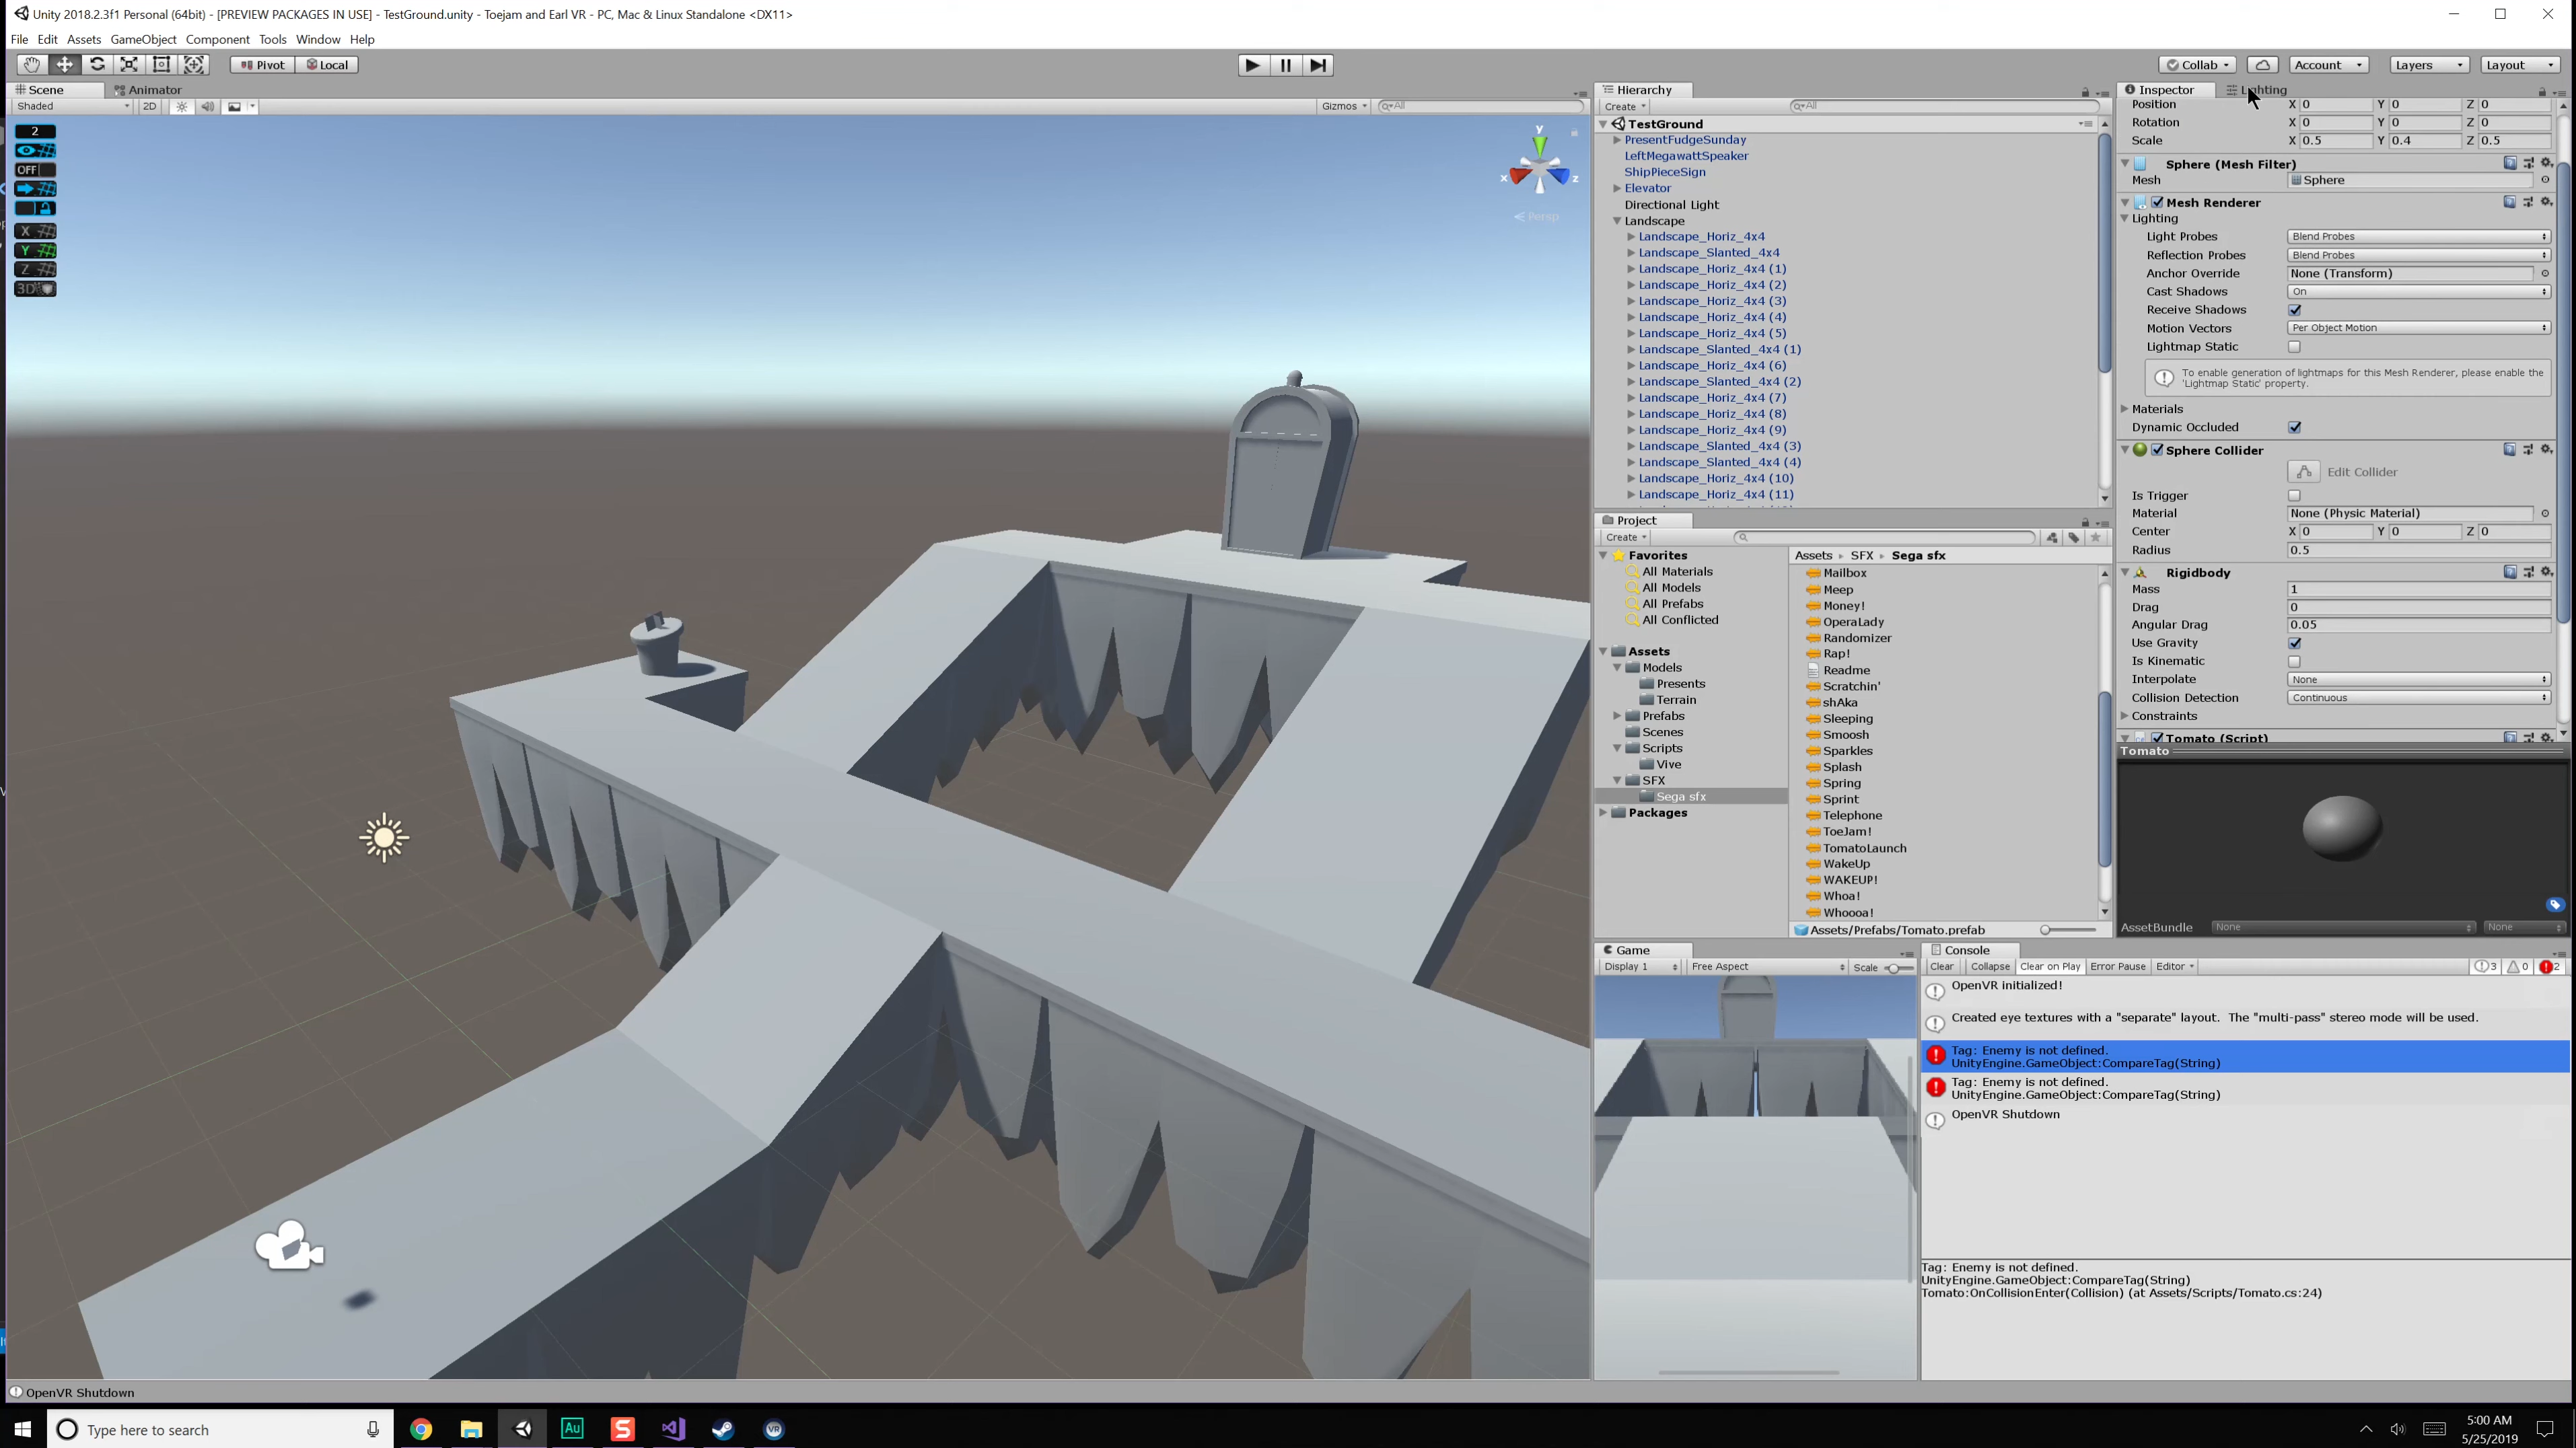 Unity 2018.2.3f1 Personal (64bit) - [PREVIEW PACKAGES IN USE] - TestGround.unity - Toejam and Earl VR - PC, Mac & Linux Standalone <DX11>
File Edit Assets GameObject Component Tools Window Help
Pivot Local
Collab Account Layers Layout
Scene Animator
Shaded 2D Gizmos All
2
OFF
X
Y
Z
3D
y
x z
Persp
Hierarchy
Create All
TestGround
PresentFudgeSunday
LeftMegawattSpeaker
ShipPieceSign
Elevator
Directional Light
Landscape
Landscape_Horiz_4x4
Landscape_Slanted_4x4
Landscape_Horiz_4x4 (1)
Landscape_Horiz_4x4 (2)
Landscape_Horiz_4x4 (3)
Landscape_Horiz_4x4 (4)
Landscape_Horiz_4x4 (5)
Landscape_Slanted_4x4 (1)
Landscape_Horiz_4x4 (6)
Landscape_Slanted_4x4 (2)
Landscape_Horiz_4x4 (7)
Landscape_Horiz_4x4 (8)
Landscape_Horiz_4x4 (9)
Landscape_Slanted_4x4 (3)
Landscape_Slanted_4x4 (4)
Landscape_Horiz_4x4 (10)
Landscape_Horiz_4x4 (11)
Project
Create
Favorites
All Materials
All Models
All Prefabs
All Conflicted
Assets
Models
Presents
Terrain
Prefabs
Scenes
Scripts
Vive
SFX
Sega sfx
Packages
Assets SFX Sega sfx
Mailbox
Meep
Money!
OperaLady
Randomizer
Rap!
Readme
Scratchin'
shAka
Sleeping
Smoosh
Sparkles
Splash
Spring
Sprint
Telephone
ToeJam!
TomatoLaunch
WakeUp
WAKEUP!
Whoa!
Whoooa!
Assets/Prefabs/Tomato.prefab
Inspector Lighting
Position X 0 Y 0 Z 0
Rotation X 0 Y 0 Z 0
Scale X 0.5 Y 0.4 Z 0.5
Sphere (Mesh Filter)
Mesh Sphere
Mesh Renderer
Lighting
Light Probes Blend Probes
Reflection Probes Blend Probes
Anchor Override None (Transform)
Cast Shadows On
Receive Shadows
Motion Vectors Per Object Motion
Lightmap Static
To enable generation of lightmaps for this Mesh Renderer, please enable the
'Lightmap Static' property.
Materials
Dynamic Occluded
Sphere Collider
Edit Collider
Is Trigger
Material None (Physic Material)
Center X 0 Y 0 Z 0
Radius 0.5
Rigidbody
Mass 1
Drag 0
Angular Drag 0.05
Use Gravity
Is Kinematic
Interpolate None
Collision Detection Continuous
Constraints
Tomato (Script)
Tomato
AssetBundle None None
Game
Display 1 Free Aspect Scale
Console
Clear Collapse Clear on Play Error Pause Editor 3 0 2
OpenVR initialized!
Created eye textures with a "separate" layout. The "multi-pass" stereo mode will be used.
Tag: Enemy is not defined.
UnityEngine.GameObject:CompareTag(String)
Tag: Enemy is not defined.
UnityEngine.GameObject:CompareTag(String)
OpenVR Shutdown
Tag: Enemy is not defined.
UnityEngine.GameObject:CompareTag(String)
Tomato:OnCollisionEnter(Collision) (at Assets/Scripts/Tomato.cs:24)
OpenVR Shutdown
Type here to search
Au S VR
5:00 AM
5/25/2019